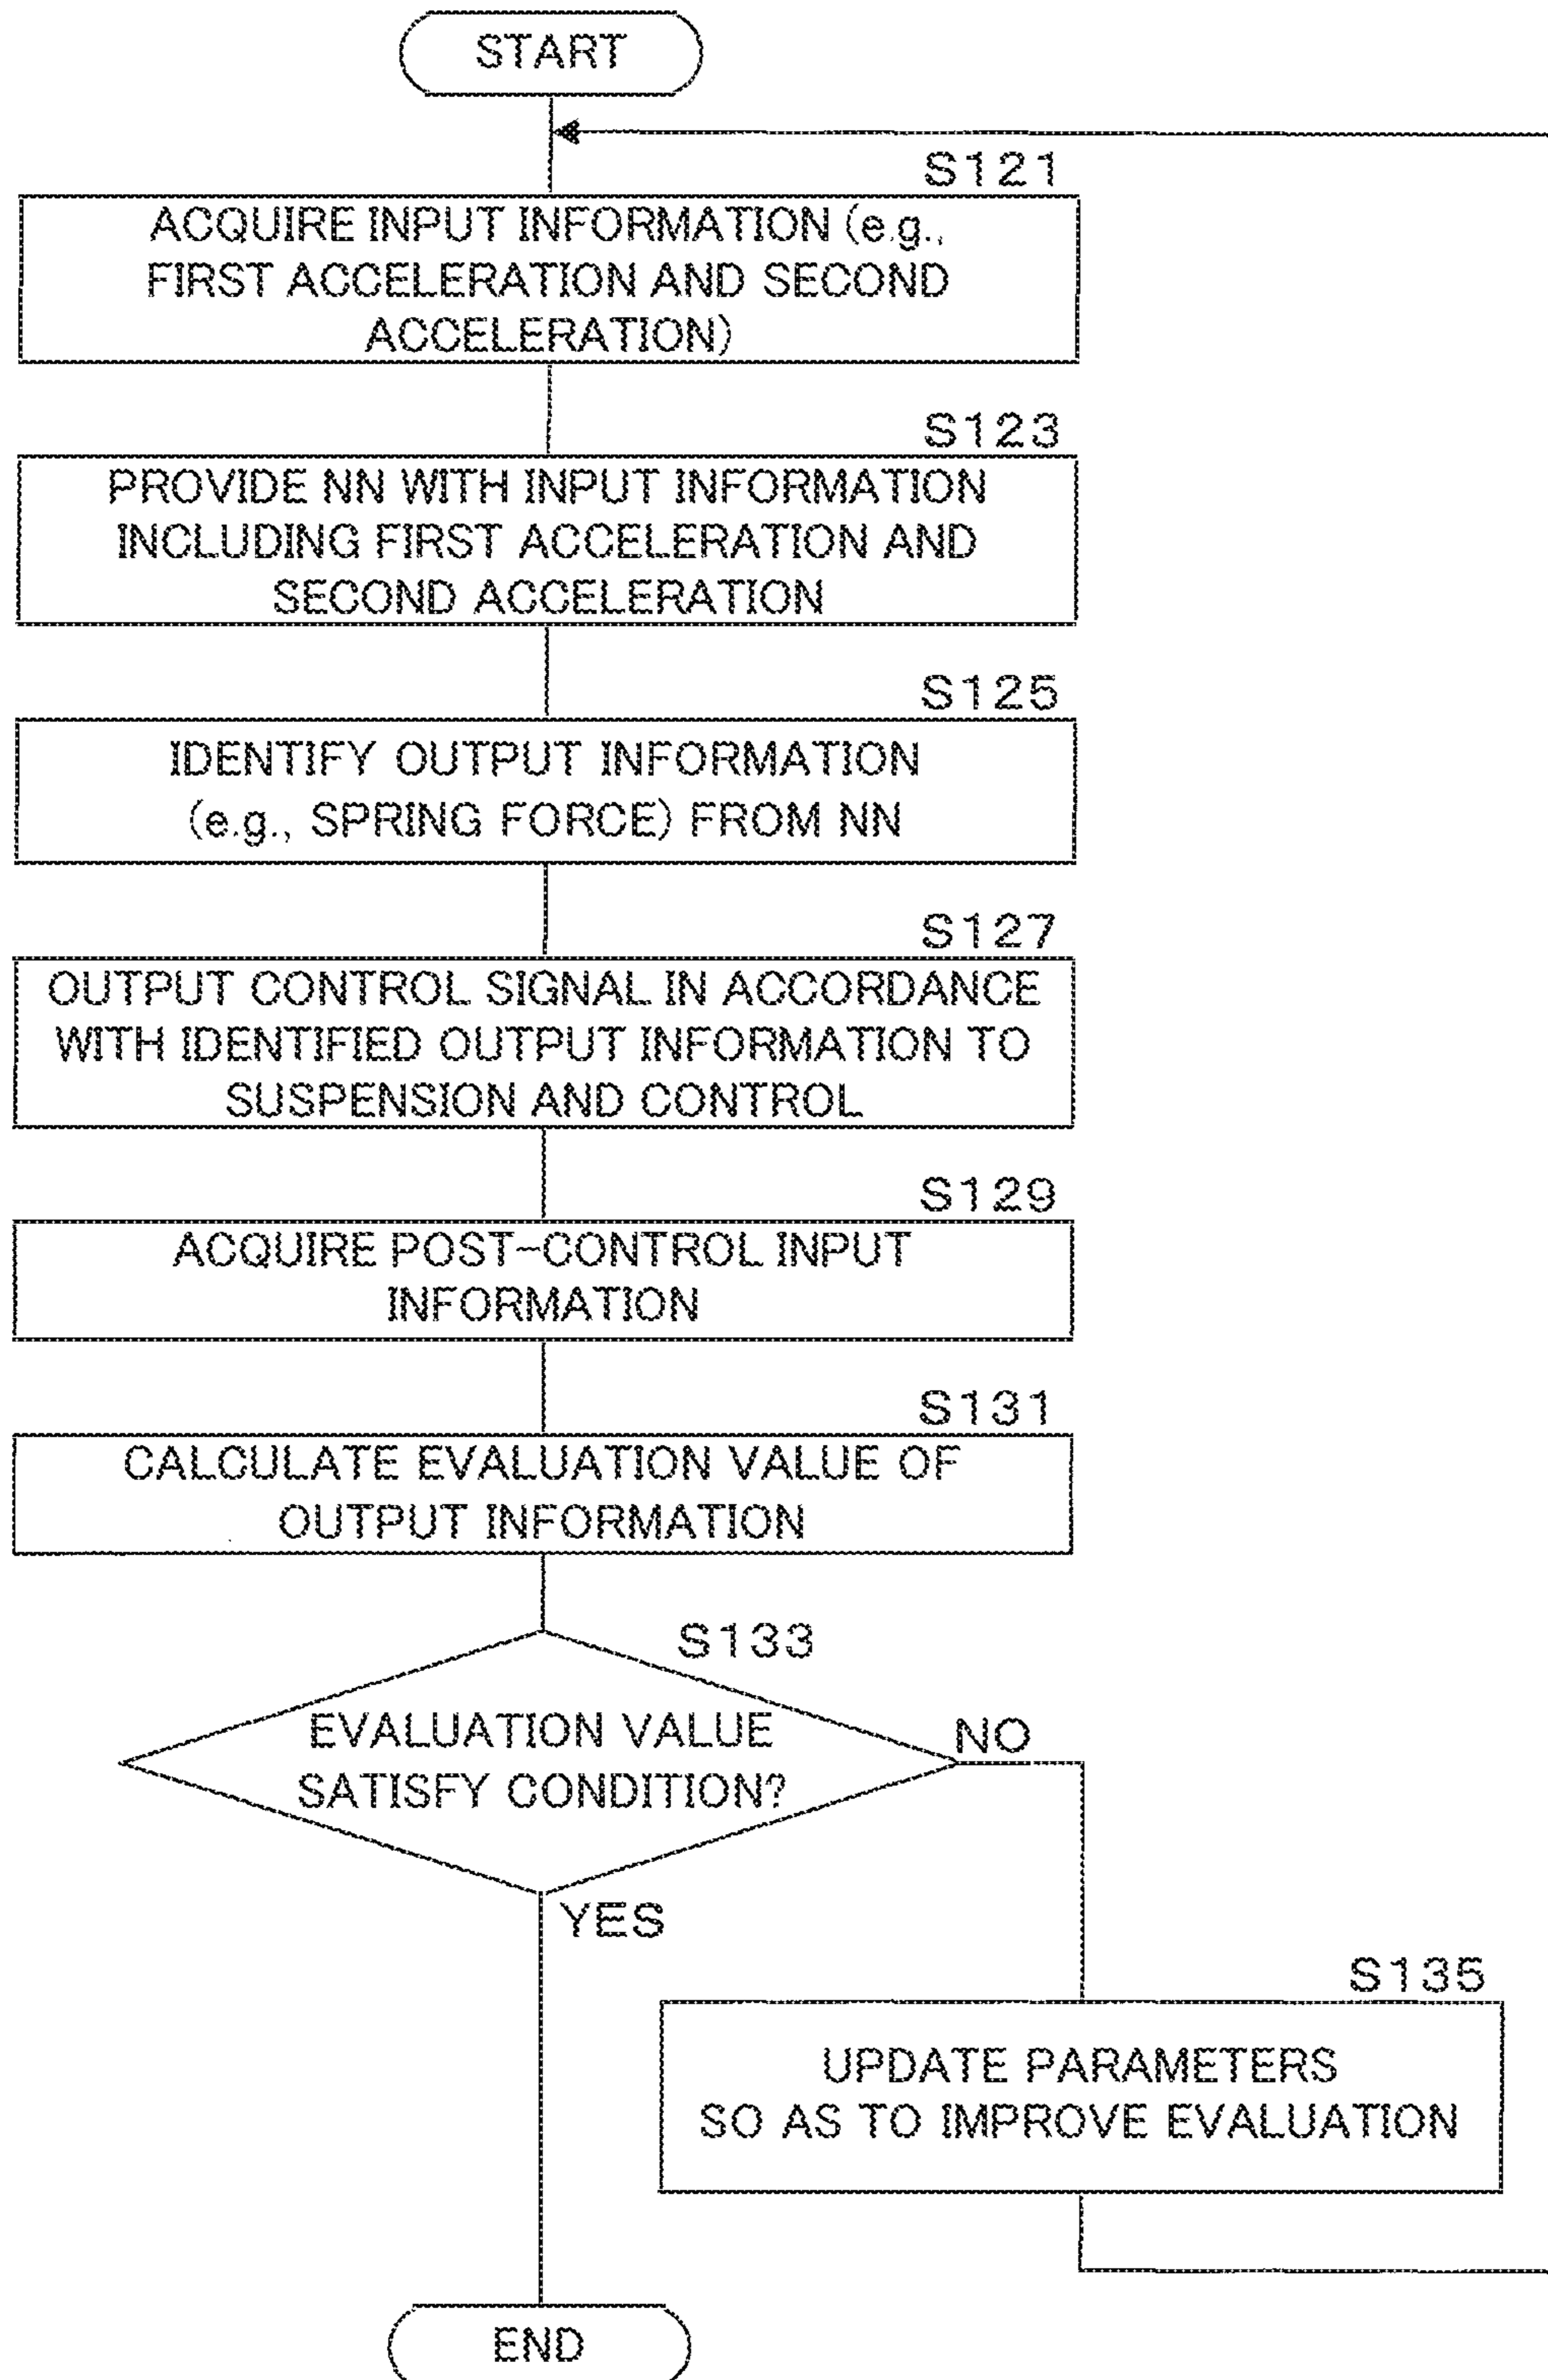 START
S121
ACQUIRE INPUT INFORMATION (e.g.,
FIRST ACCELERATION AND SECOND
ACCELERATION)
S123
PROVIDE NN WITH INPUT INFORMATION
INCLUDING FIRST ACCELERATION AND
SECOND ACCELERATION
S125
IDENTIFY OUTPUT INFORMATION
(e.g., SPRING FORCE) FROM NN
S127
OUTPUT CONTROL SIGNAL IN ACCORDANCE
WITH IDENTIFIED OUTPUT INFORMATION TO
SUSPENSION AND CONTROL
S129
ACQUIRE POST-CONTROL INPUT
INFORMATION
S131
CALCULATE EVALUATION VALUE OF
OUTPUT INFORMATION
S133
EVALUATION VALUE
SATISFY CONDITION?
NO
YES
S135
UPDATE PARAMETERS
SO AS TO IMPROVE EVALUATION
END